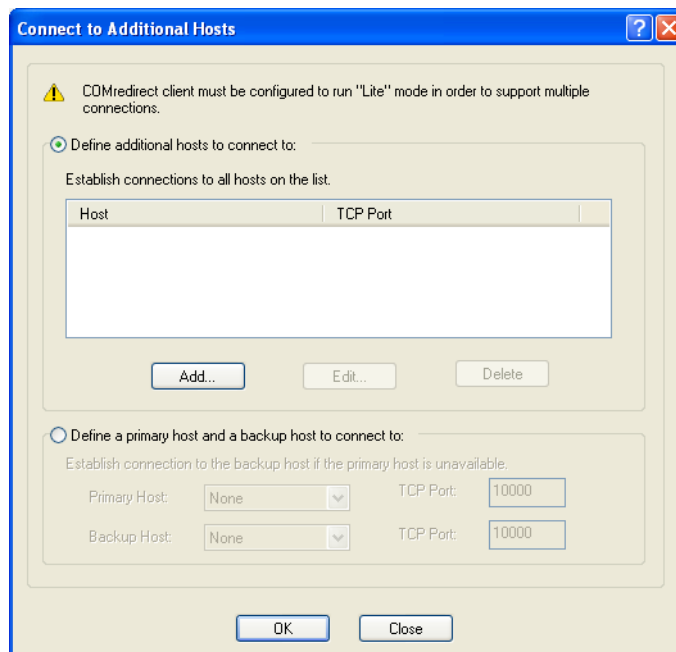 Connect to Additional Hosts
COMredirect client must be configured to run "Lite" mode in order to support multiple
connections.
Define additional hosts to connect to:
Establish connections to all hosts on the list.
Host TCP Port
Add... Edit... Delete
Define a primary host and a backup host to connect to:
Establish connection to the backup host if the primary host is unavailable.
Primary Host: None TCP Port: 10000
Backup Host: None TCP Port: 10000
OK Close